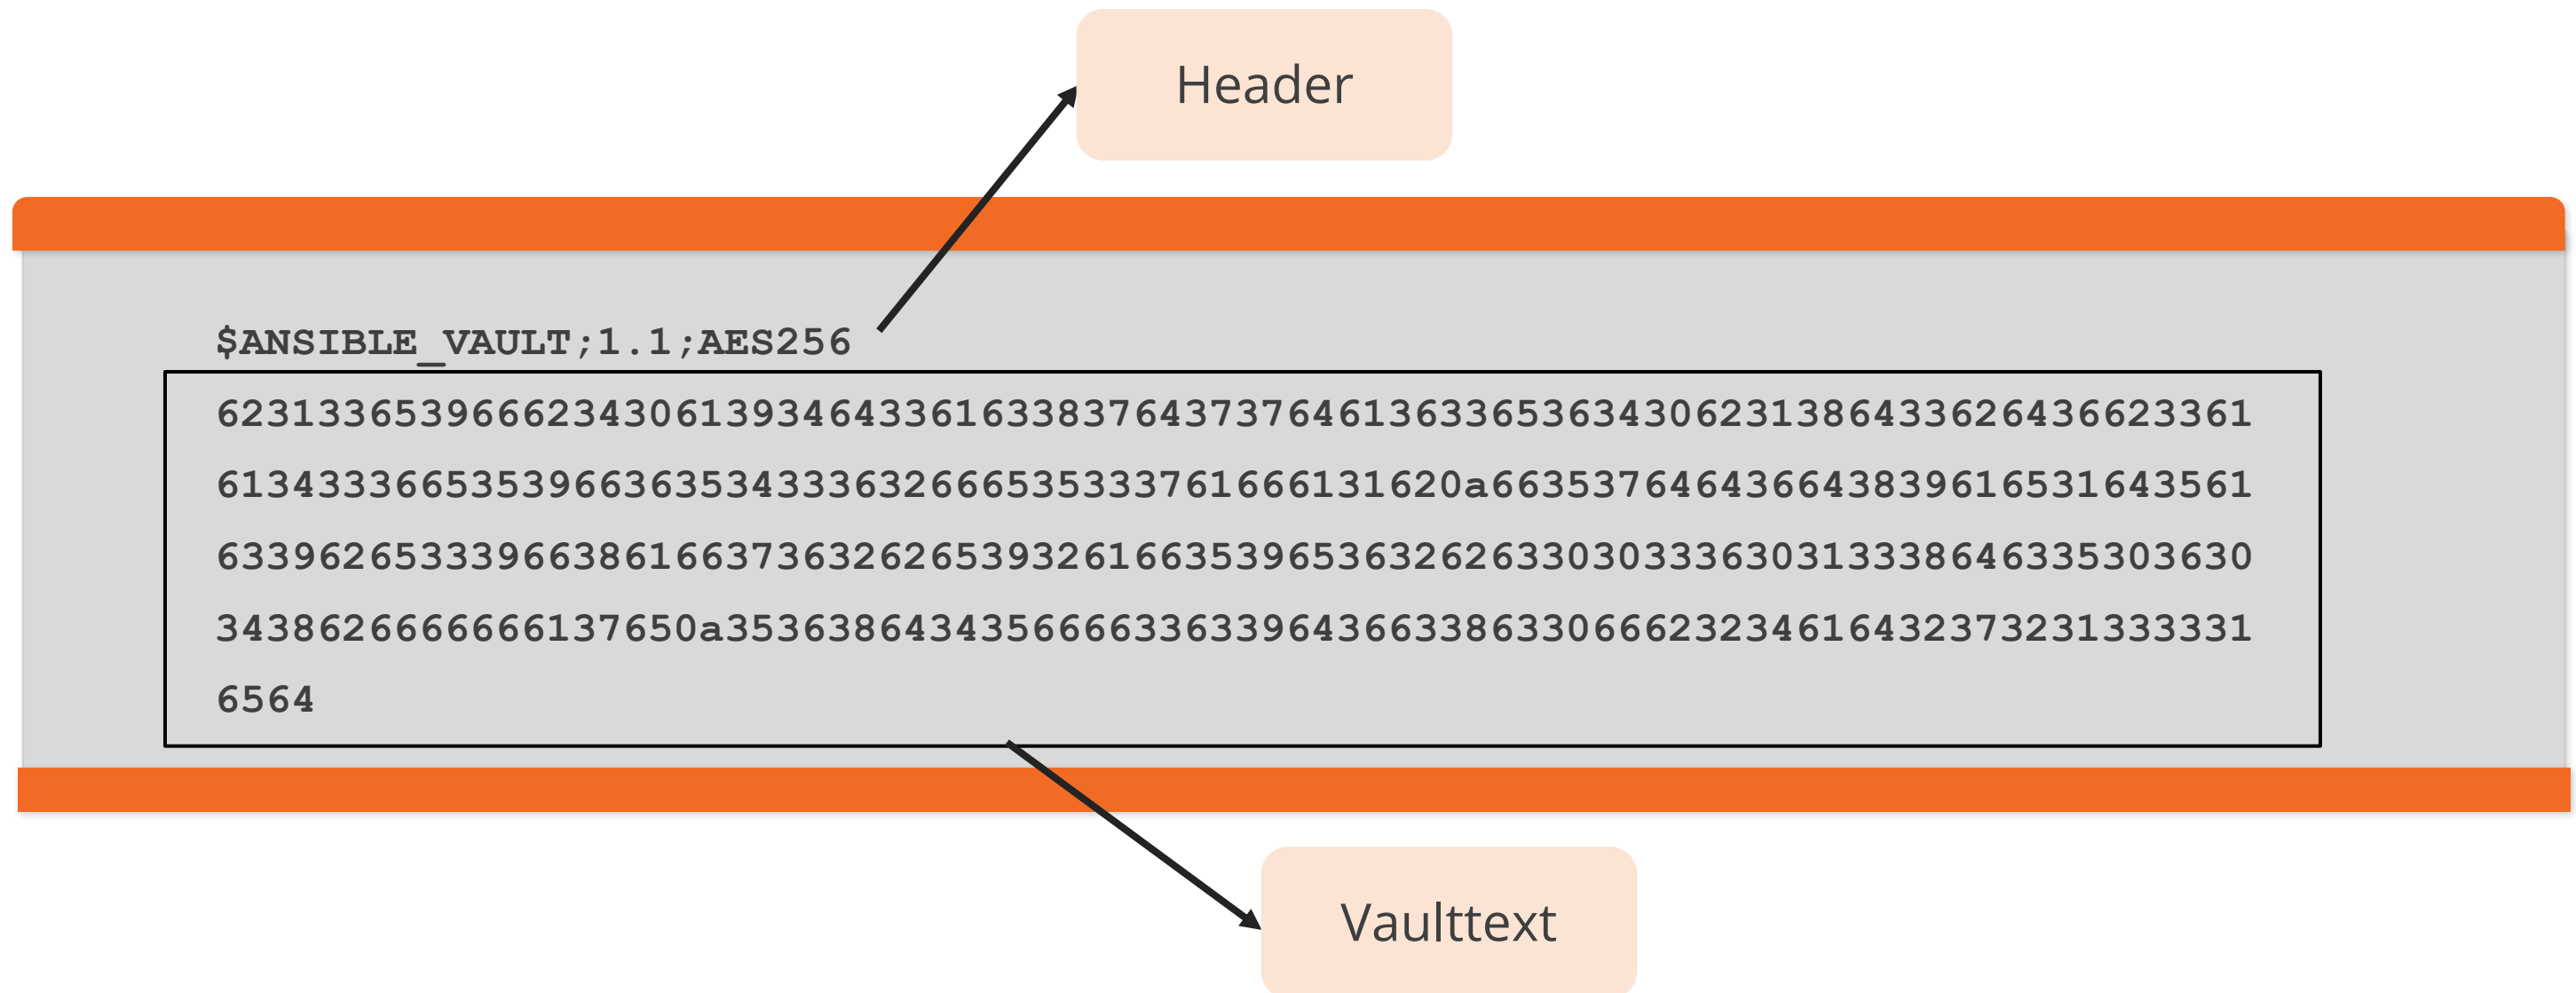 Header
$ANSIBLE_VAULT;1.1;AES256
62313365396662343061393464336163383764373764613633653634306231386433626436623361
6134333665353966363534333632666535333761666131620a663537646436643839616531643561
63396265333966386166373632626539326166353965363262633030333630313338646335303630
3438626666666137650a353638643435666633633964366338633066623234616432373231333331
6564
Vaulttext